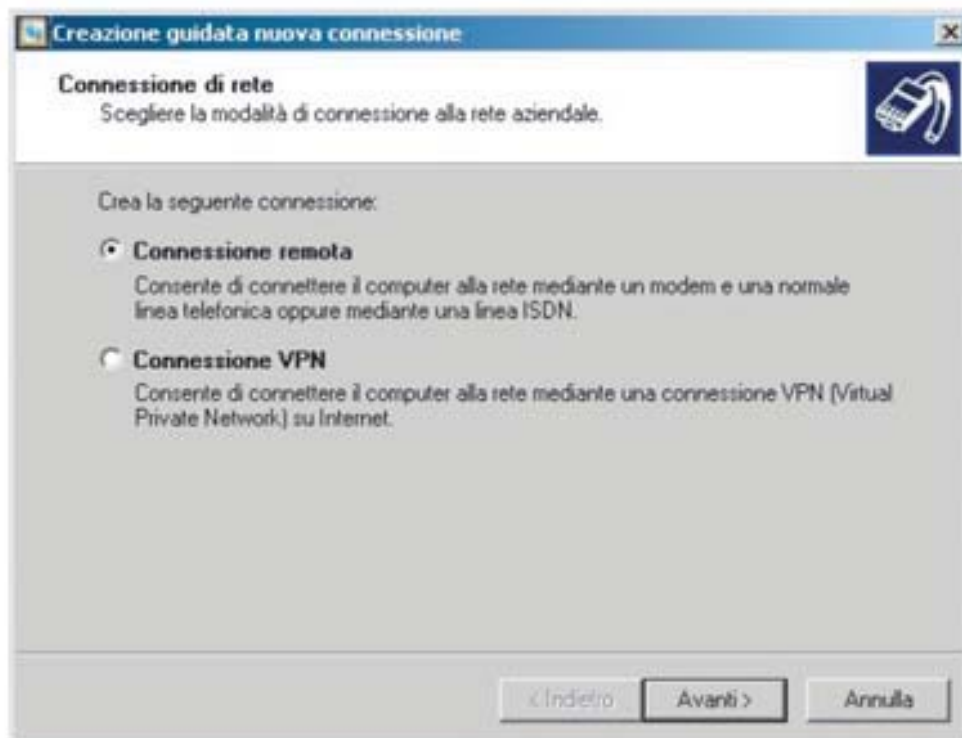 Creazione guidata nuova connessione
Connessione di rete
Scegliere la modalità di connessione alla rete aziendale.
Crea la seguente connessione:
Connessione remota
Consente di connettere il computer alla rete mediante un modem e una normale
linea telefonica oppure mediante una linea ISDN.
Connessione VPN
Consente di connettere il computer alla rete mediante una connessione VPN (Virtual
Private Network) su Internet.
< Indietro Avanti > Annulla